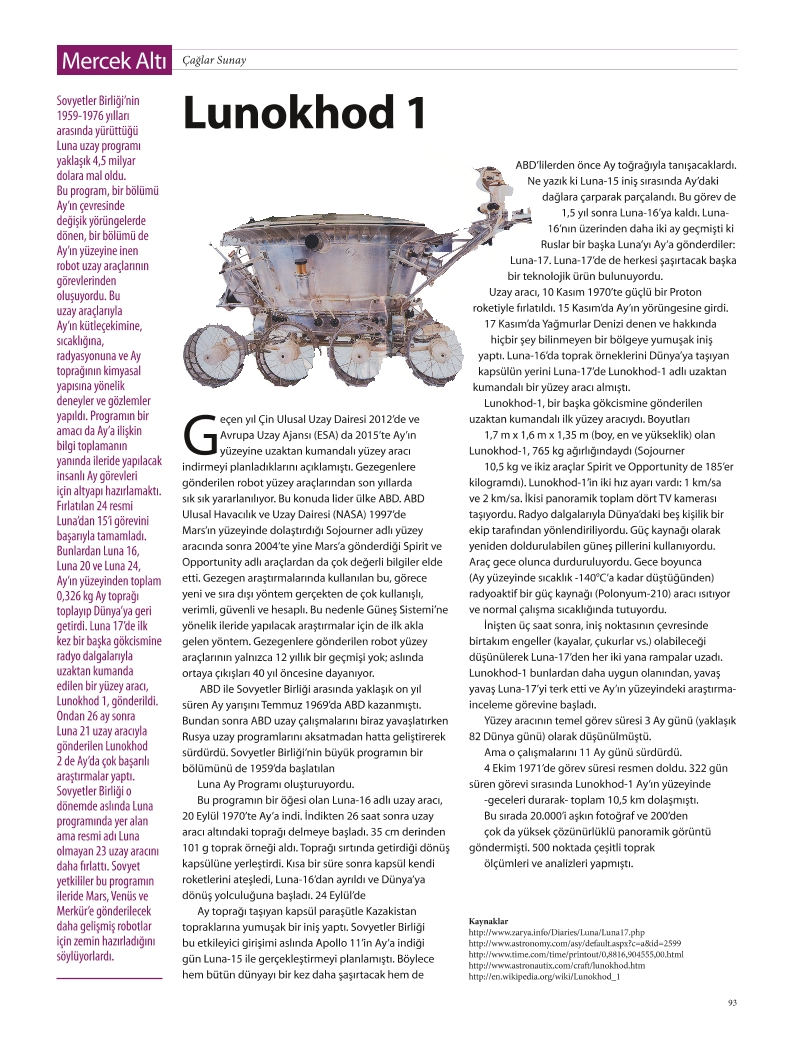 Mercek Altı
Çağlar Sunay
Sovyetler Birliği’nin
1959-1976 yılları
arasında yürüttüğü
Luna uzay programı
yaklaşık 4,5 milyar
dolara mal oldu.
Bu program, bir bölümü
Ay’ın çevresinde
değişik yörüngelerde
dönen, bir bölümü de
Ay’ın yüzeyine inen
robot uzay araçlarının
görevlerinden
oluşuyordu. Bu
uzay araçlarıyla
Ay’ın kütleçekimine,
sıcaklığına,
radyasyonuna ve Ay
toprağının kimyasal
yapısına yönelik
deneyler ve gözlemler
yapıldı. Programın bir
amacı da Ay’a ilişkin
bilgi toplamanın
yanında ileride yapılacak
insanlı Ay görevleri
için altyapı hazırlamaktı.
Fırlatılan 24 resmi
Luna’dan 15’i görevini
başarıyla tamamladı.
Bunlardan Luna 16,
Luna 20 ve Luna 24,
Ay’ın yüzeyinden toplam
0,326 kg Ay toprağı
toplayıp Dünya’ya geri
getirdi. Luna 17’de ilk
kez bir başka gökcismine
radyo dalgalarıyla
uzaktan kumanda
edilen bir yüzey aracı,
Lunokhod 1, gönderildi.
Ondan 26 ay sonra
Luna 21 uzay aracıyla
gönderilen Lunokhod
2 de Ay’da çok başarılı
araştırmalar yaptı.
Sovyetler Birliği o
dönemde aslında Luna
programında yer alan
ama resmi adı Luna
olmayan 23 uzay aracını
daha fırlattı. Sovyet
yetkililer bu programın
ileride Mars, Venüs ve
Merkür’e gönderilecek
daha gelişmiş robotlar
için zemin hazırladığını
söylüyorlardı.
Lunokhod 1
Geçen yıl Çin Ulusal Uzay Dairesi 2012’de ve
Avrupa Uzay Ajansı (ESA) da 2015’te Ay’ın
yüzeyine uzaktan kumandalı yüzey aracı
indirmeyi planladıklarını açıklamıştı. Gezegenlere
gönderilen robot yüzey araçlarından son yıllarda
sık sık yararlanılıyor. Bu konuda lider ülke ABD. ABD
Ulusal Havacılık ve Uzay Dairesi (NASA) 1997’de
Mars’ın yüzeyinde dolaştırdığı Sojourner adlı yüzey
aracında sonra 2004’te yine Mars’a gönderdiği Spirit ve
Opportunity adlı araçlardan da çok değerli bilgiler elde
etti. Gezegen araştırmalarında kullanılan bu, görece
yeni ve sıra dışı yöntem gerçekten de çok kullanışlı,
verimli, güvenli ve hesaplı. Bu nedenle Güneş Sistemi’ne
yönelik ileride yapılacak araştırmalar için de ilk akla
gelen yöntem. Gezegenlere gönderilen robot yüzey
araçlarının yalnızca 12 yıllık bir geçmişi yok; aslında
ortaya çıkışları 40 yıl öncesine dayanıyor.
ABD ile Sovyetler Birliği arasında yaklaşık on yıl
süren Ay yarışını Temmuz 1969’da ABD kazanmıştı.
Bundan sonra ABD uzay çalışmalarını biraz yavaşlatırken
Rusya uzay programlarını aksatmadan hatta geliştirerek
sürdürdü. Sovyetler Birliği’nin büyük programın bir
bölümünü de 1959’da başlatılan
Luna Ay Programı oluşturuyordu.
Bu programın bir öğesi olan Luna-16 adlı uzay aracı,
20 Eylül 1970’te Ay’a indi. İndikten 26 saat sonra uzay
aracı altındaki toprağı delmeye başladı. 35 cm derinden
101 g toprak örneği aldı. Toprağı sırtında getirdiği dönüş
kapsülüne yerleştirdi. Kısa bir süre sonra kapsül kendi
roketlerini ateşledi, Luna-16’dan ayrıldı ve Dünya’ya
dönüş yolculuğuna başladı. 24 Eylül’de
Ay toprağı taşıyan kapsül paraşütle Kazakistan
topraklarına yumuşak bir iniş yaptı. Sovyetler Birliği
bu etkileyici girişimi aslında Apollo 11’in Ay’a indiği
gün Luna-15 ile gerçekleştirmeyi planlamıştı. Böylece
hem bütün dünyayı bir kez daha şaşırtacak hem de
ABD’lilerden önce Ay toğrağıyla tanışacaklardı.
Ne yazık ki Luna-15 iniş sırasında Ay’daki
dağlara çarparak parçalandı. Bu görev de
1,5 yıl sonra Luna-16’ya kaldı. Luna-
16’nın üzerinden daha iki ay geçmişti ki
Ruslar bir başka Luna’yı Ay’a gönderdiler:
Luna-17. Luna-17’de de herkesi şaşırtacak başka
bir teknolojik ürün bulunuyordu.
Uzay aracı, 10 Kasım 1970’te güçlü bir Proton
roketiyle fırlatıldı. 15 Kasım’da Ay’ın yörüngesine girdi.
17 Kasım’da Yağmurlar Denizi denen ve hakkında
hiçbir şey bilinmeyen bir bölgeye yumuşak iniş
yaptı. Luna-16’da toprak örneklerini Dünya’ya taşıyan
kapsülün yerini Luna-17’de Lunokhod-1 adlı uzaktan
kumandalı bir yüzey aracı almıştı.
Lunokhod-1, bir başka gökcismine gönderilen
uzaktan kumandalı ilk yüzey aracıydı. Boyutları
1,7 m x 1,6 m x 1,35 m (boy, en ve yükseklik) olan
Lunokhod-1, 765 kg ağırlığındaydı (Sojourner
10,5 kg ve ikiz araçlar Spirit ve Opportunity de 185’er
kilogramdı). Lunokhod-1’in iki hız ayarı vardı: 1 km/sa
ve 2 km/sa. İkisi panoramik toplam dört TV kamerası
taşıyordu. Radyo dalgalarıyla Dünya’daki beş kişilik bir
ekip tarafından yönlendiriliyordu. Güç kaynağı olarak
yeniden doldurulabilen güneş pillerini kullanıyordu.
Araç gece olunca durduruluyordu. Gece boyunca
(Ay yüzeyinde sıcaklık -140°C’a kadar düştüğünden)
radyoaktif bir güç kaynağı (Polonyum-210) aracı ısıtıyor
ve normal çalışma sıcaklığında tutuyordu.
İnişten üç saat sonra, iniş noktasının çevresinde
birtakım engeller (kayalar, çukurlar vs.) olabileceği
düşünülerek Luna-17’den her iki yana rampalar uzadı.
Lunokhod-1 bunlardan daha uygun olanından, yavaş
yavaş Luna-17’yi terk etti ve Ay’ın yüzeyindeki araştırma-
inceleme görevine başladı.
Yüzey aracının temel görev süresi 3 Ay günü (yaklaşık
82 Dünya günü) olarak düşünülmüştü.
Ama o çalışmalarını 11 Ay günü sürdürdü.
4 Ekim 1971’de görev süresi resmen doldu. 322 gün
süren görevi sırasında Lunokhod-1 Ay’ın yüzeyinde
-geceleri durarak- toplam 10,5 km dolaşmıştı.
Bu sırada 20.000’i aşkın fotoğraf ve 200’den
çok da yüksek çözünürlüklü panoramik görüntü
göndermişti. 500 noktada çeşitli toprak
ölçümleri ve analizleri yapmıştı.
Kaynaklar
http://www.zarya.info/Diaries/Luna/Luna17.php
http://www.astronomy.com/asy/default.aspx?c=a&id=2599
http://www.time.com/time/printout/0,8816,904555,00.html
http://www.astronautix.com/craft/lunokhod.htm
http://en.wikipedia.org/wiki/Lunokhod_1
93